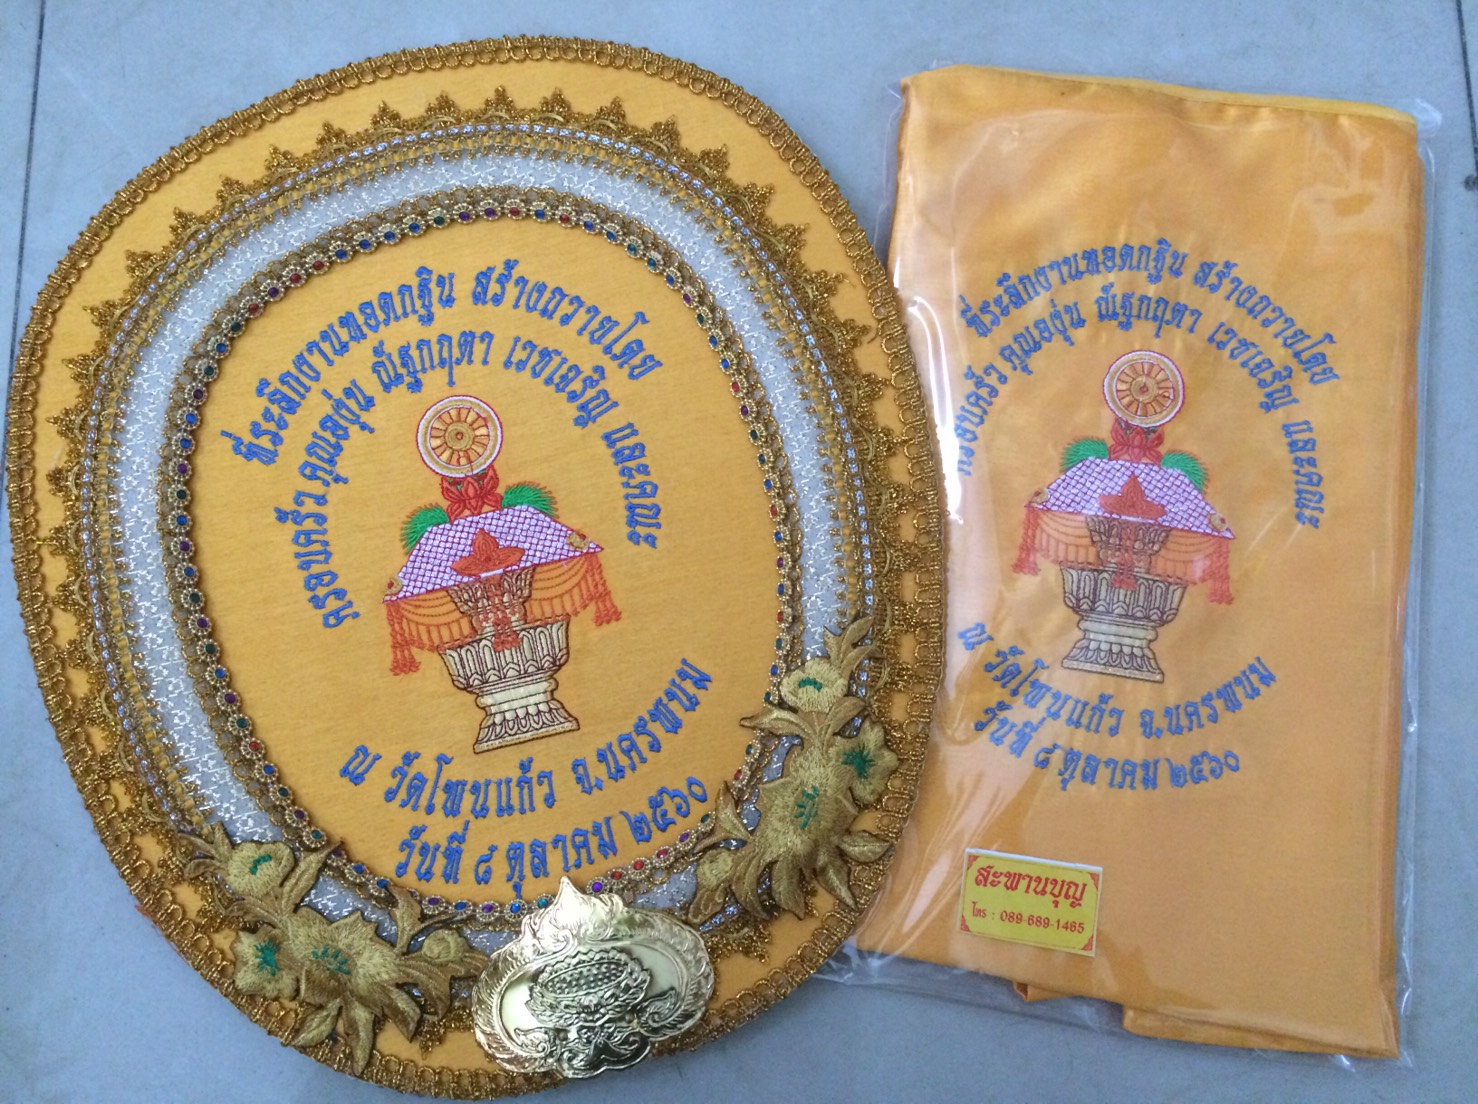 ที่ระลึกงานทอดกฐิน สร้างถวายโดย
ครอบครัว คุณองุ่น ณัฐกฤตา เวชเจริญ และคณะ
ณ วัดโพนแก้ว จ.นครพนม
วันที่ ๘ ตุลาคม ๒๕๖๐
ที่ระลึกงานทอดกฐิน สร้างถวายโดย
ครอบครัว คุณองุ่น ณัฐกฤตา เวชเจริญ และคณะ
ณ วัดโพนแก้ว จ.นครพนม
วันที่ ๘ ตุลาคม ๒๕๖๐
สะพานบุญ
โทร : 089-689-1465